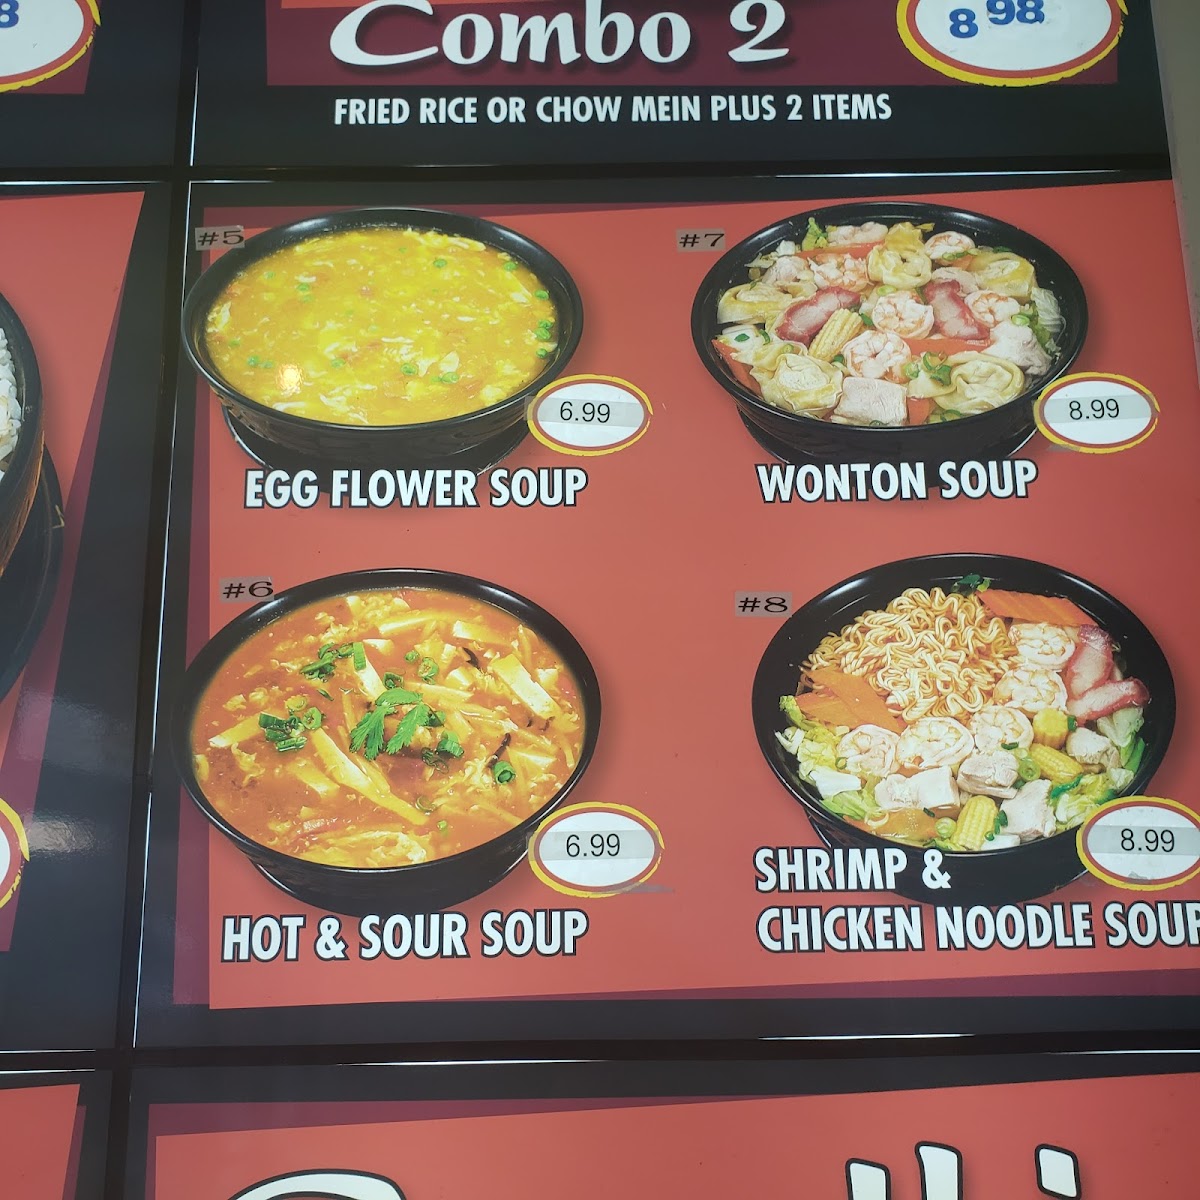 8
Combo 2
8 98
FRIED RICE OR CHOW MEIN PLUS 2 ITEMS
#5
6.99
EGG FLOWER SOUP
#7
8.99
WONTON SOUP
#6
6.99
HOT & SOUR SOUP
#8
8.99
SHRIMP &
CHICKEN NOODLE SOUP